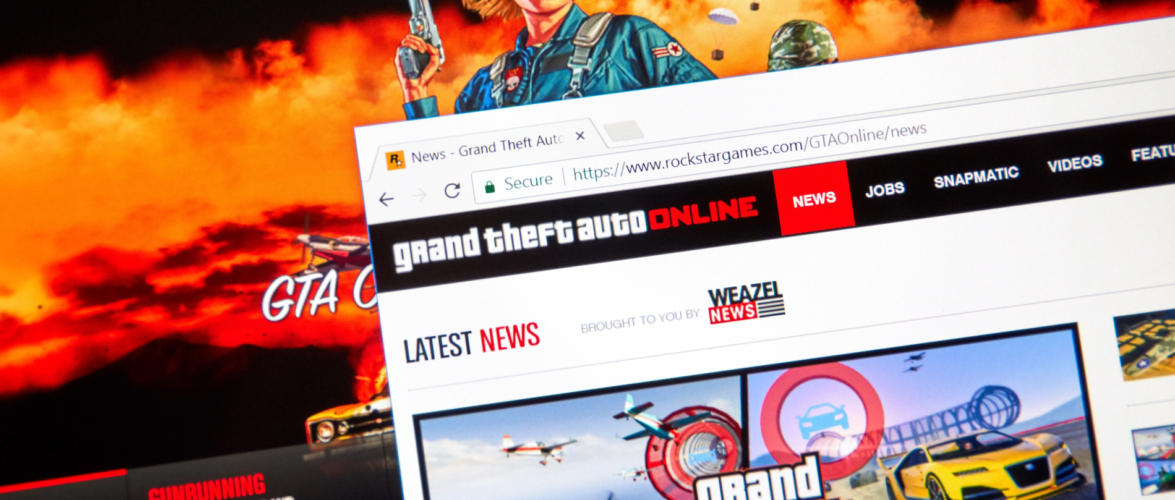 News - Grand Theft Auto
Secure
https://www.rockstargames.com/GTAOnline/news
grand theft auto ONLINE
NEWS
JOBS
SNAPMATIC
VIDEOS
FEATU
GTA
LATEST NEWS
BROUGHT TO YOU BY:
WEAZEL
NEWS
grand
GUNRUNNING